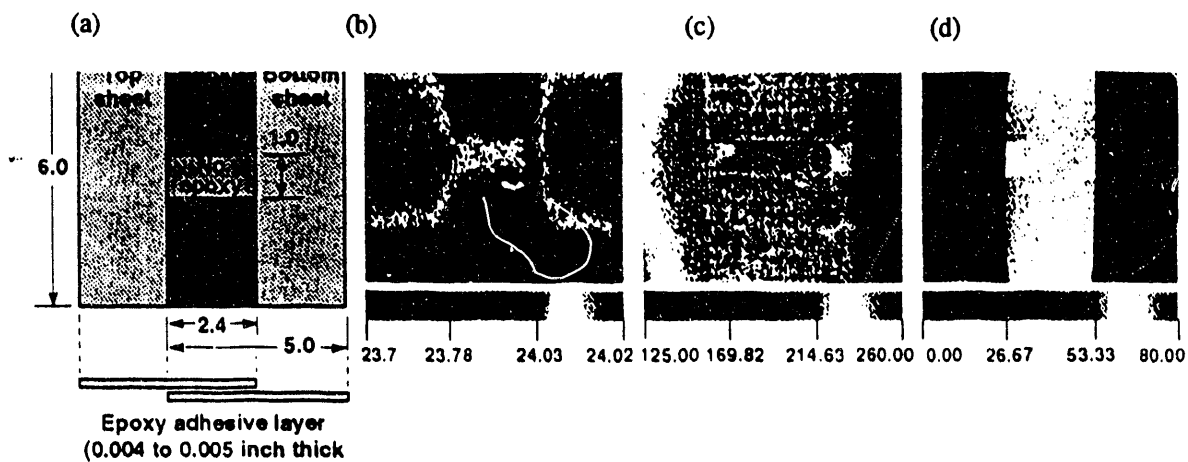 (a) (b) (c) (d)
Top Bottom
sheet sheet
1.0
6.0
epoxy
2.4
5.0
23.7 23.78 24.03 24.02
125.00 169.82 214.63 260.00
0.00 26.67 53.33 80.00
Epoxy adhesive layer
(0.004 to 0.005 inch thick